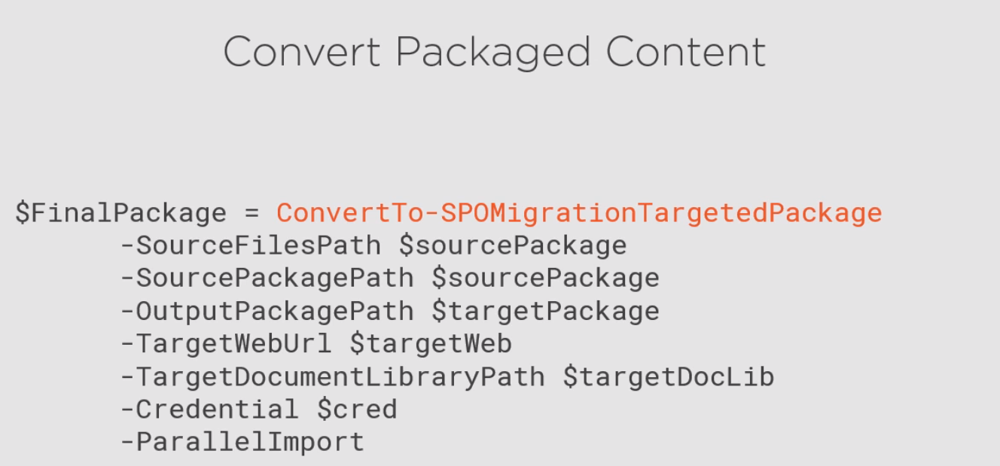 Convert Packaged Content
$FinalPackage = ConvertTo-SPOMigrationTargetedPackage
-SourceFilesPath $sourcePackage
-SourcePackagePath $sourcePackage
-OutputPackagePath $targetPackage
-TargetWebUrl $targetWeb
-TargetDocumentLibraryPath $targetDocLib
-Credential $cred
-ParallelImport